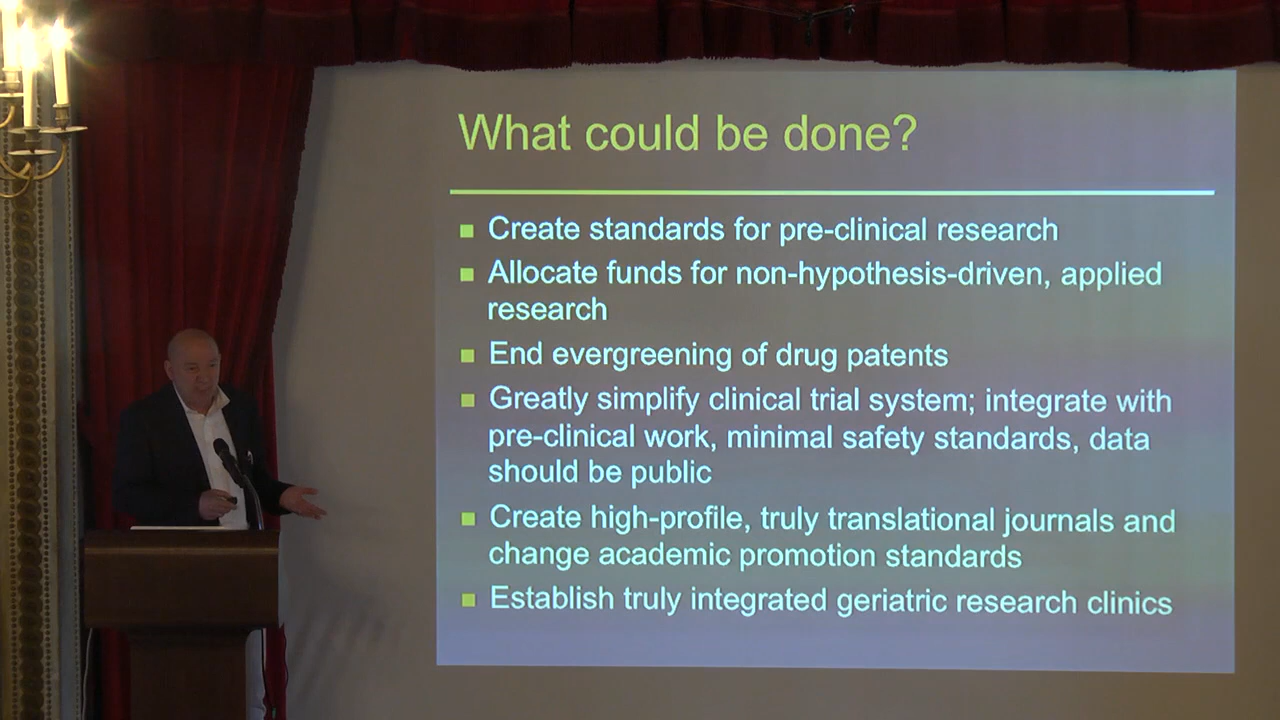 What could be done?
Create standards for pre-clinical research
Allocate funds for non-hypothesis-driven, applied
research
End evergreening of drug patents
Greatly simplify clinical trial system; integrate with
pre-clinical work, minimal safety standards, data
should be public
Create high-profile, truly translational journals and
change academic promotion standards
Establish truly integrated geriatric research clinics